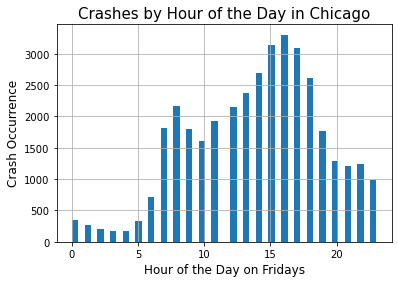 Crashes by Hour of the Day in Chicago
Crash Occurrence
3000
2500
2000
1500
1000
500
0
0 5 10 15 20
Hour of the Day on Fridays